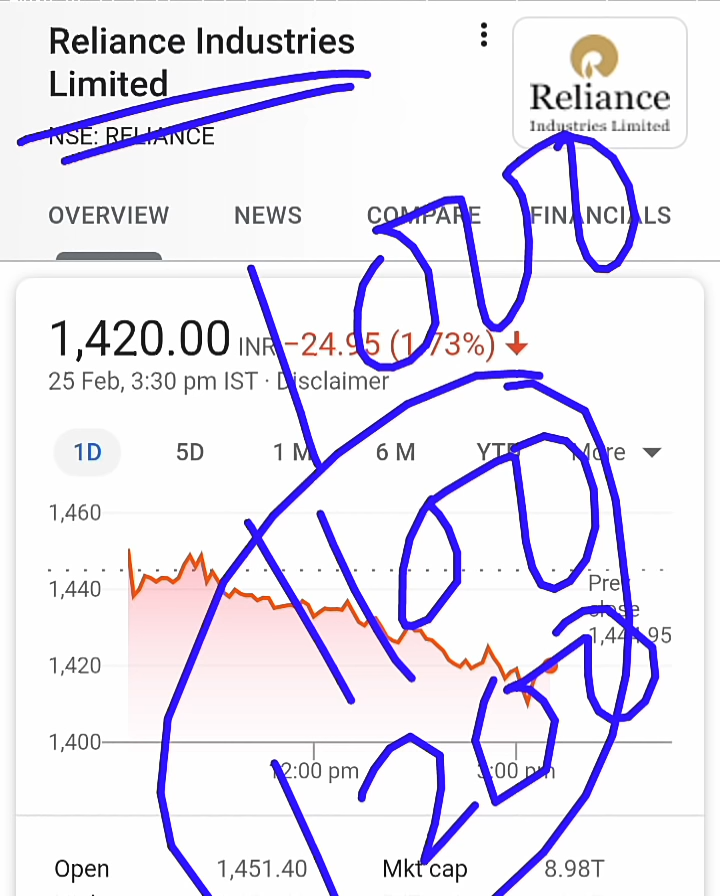 Reliance Industries
Limited
NSE: RELIANCE
Reliance
Industries Limited
OVERVIEW NEWS COMPARE FINANCIALS
1000
1,420.00 INR −24.95 (1.73%)
25 Feb, 3:30 pm IST · Disclaimer
1D 5D 1 M 6 M YTD More
1,460
1100
1,440
Prev
close
1,444.95
1,420
1,400
1200
12:00 pm 3:00 pm
Open 1,451.40 Mkt cap 8.98T